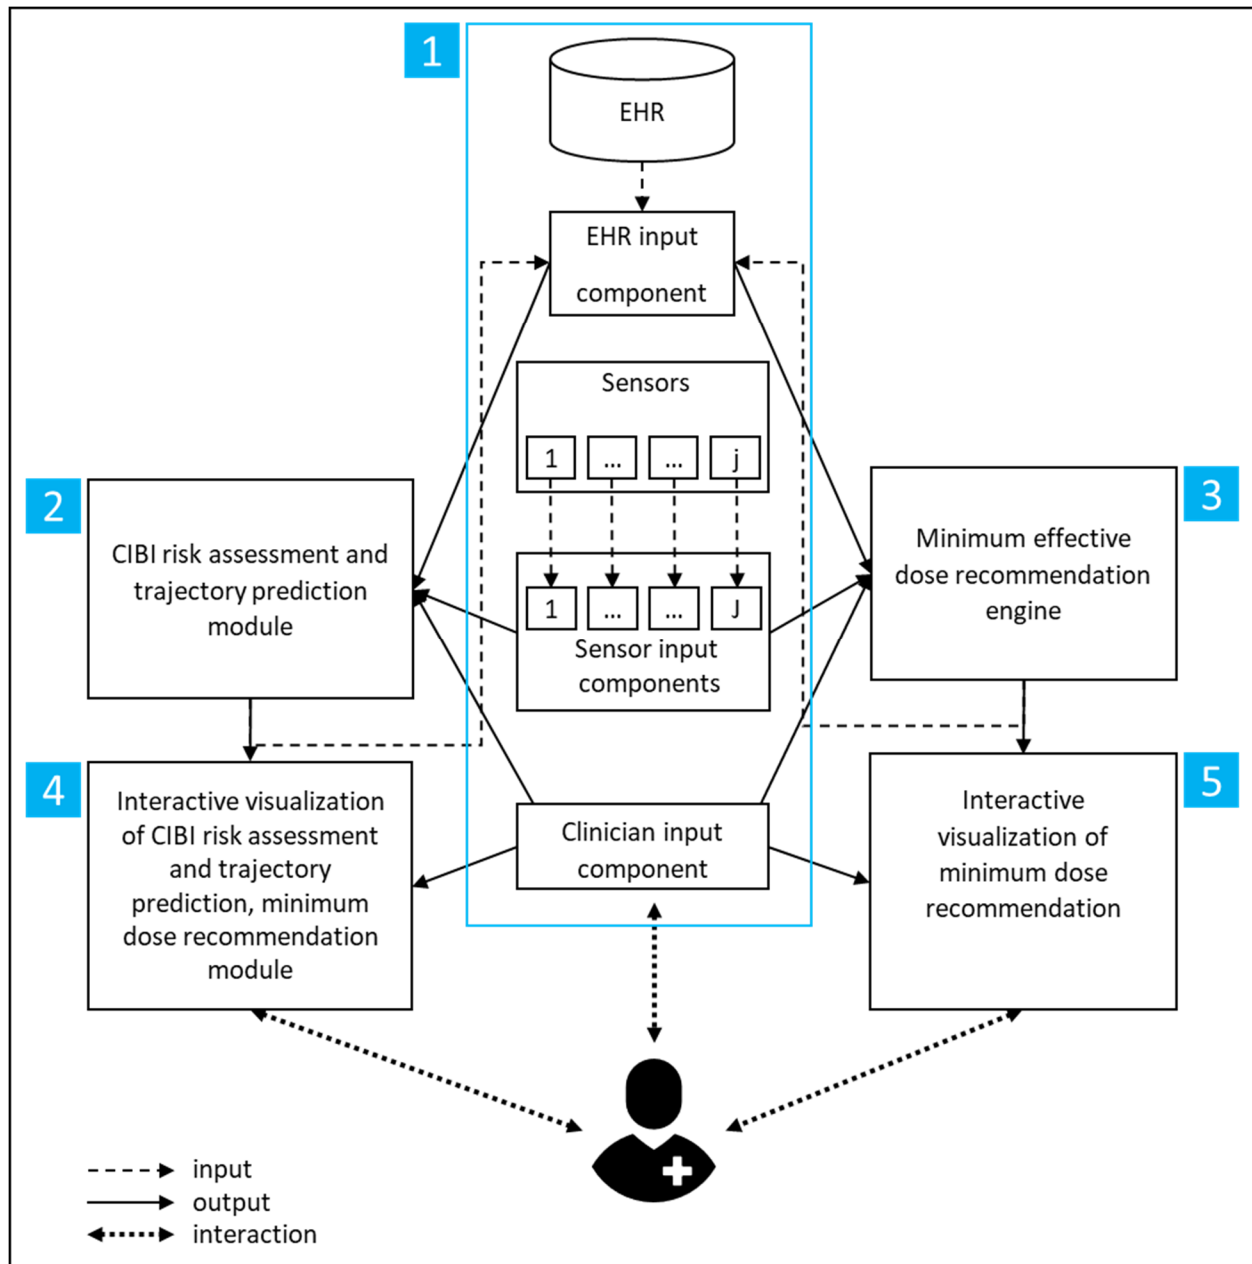 1
EHR
EHR input
component
Sensors
1 ... ... j
2
CIBI risk assessment and
trajectory prediction
module
3
Minimum effective
dose recommendation
engine
1 ... ... J
Sensor input
components
4
Interactive visualization
of CIBI risk assessment
and trajectory
prediction, minimum
dose recommendation
module
Clinician input
component
5
Interactive
visualization of
minimum dose
recommendation
input
output
interaction